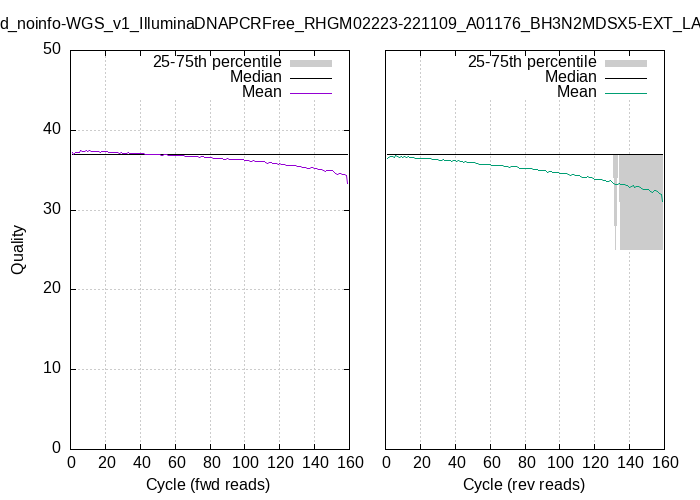 d_noinfo-WGS_v1_IlluminaDNAPCRFree_RHGM02223-221109_A01176_BH3N2MDSX5-EXT_LA
50
40
30
20
10
0
Quality
25-75th percentile
Median
Mean
0 20 40 60 80 100 120 140 160
Cycle (fwd reads)
25-75th percentile
Median
Mean
0 20 40 60 80 100 120 140 160
Cycle (rev reads)